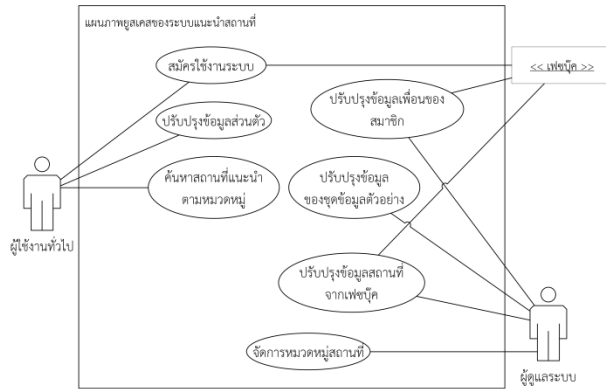 แผนภาพยูสเคสของระบบแนะนำสถานที่
สมัครใช้งานระบบ
<< เฟซบุ๊ค >>
ปรับปรุงข้อมูลเพื่อนของ
สมาชิก
ปรับปรุงข้อมูลส่วนตัว
ค้นหาสถานที่แนะนำ
ตามหมวดหมู่
ปรับปรุงข้อมูล
ของชุดข้อมูลตัวอย่าง
ผู้ใช้งานทั่วไป
ปรับปรุงข้อมูลสถานที่
จากเฟซบุ๊ค
จัดการหมวดหมู่สถานที่
ผู้ดูแลระบบ